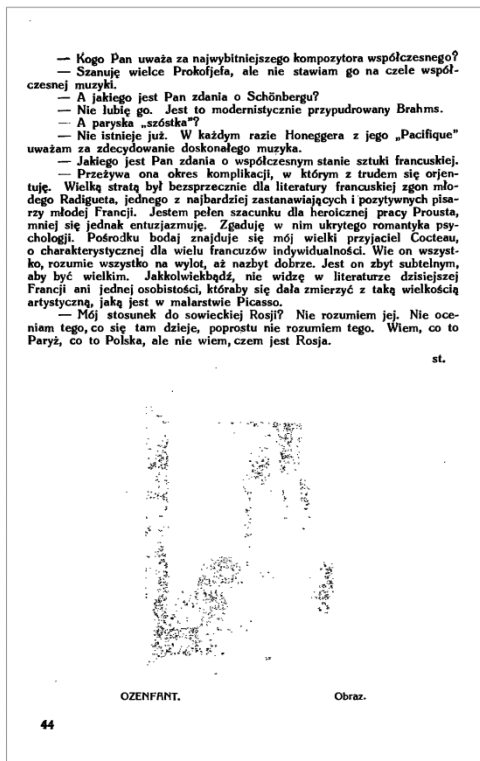 — Kogo Pan uważa za najwybitniejszego kompozytora współczesnego?
— Szanuję wielce Prokofjefa, ale nie stawiam go na czele współ-
czesnej muzyki.
— A jakiego jest Pan zdania o Schönbergu?
— Nie lubię go. Jest to modernistycznie przypudrowany Brahms.
— A paryska „szóstka"?
— Nie istnieje już. W każdym razie Honeggera z jego „Pacifique"
uważam za zdecydowanie doskonałego muzyka.
— Jakiego jest Pan zdania o współczesnym stanie sztuki francuskiej.
— Przeżywa ona okres komplikacji, w którym z trudem się orjen-
tuję. Wielką stratą był bezsprzecznie dla literatury francuskiej zgon mło-
dego Radigueta, jednego z najbardziej zastanawiających i pozytywnych pisa-
rzy młodej Francji. Jestem pełen szacunku dla heroicznej pracy Prousta,
mniej się jednak entuzjazmuję. Zgaduję w nim ukrytego romantyka psy-
chologji. Pośrodku bodaj znajduje się mój wielki przyjaciel Cocteau,
o charakterystycznej dla wielu francuzów indywidualności. Wie on wszyst-
ko, rozumie wszystko na wylot, aż nazbyt dobrze. Jest on zbyt subtelnym,
aby być wielkim. Jakkolwiekbądź, nie widzę w literaturze dzisiejszej
Francji ani jednej osobistości, któraby się dała zmierzyć z taką wielkością
artystyczną, jaką jest w malarstwie Picasso.
— Mój stosunek do sowieckiej Rosji? Nie rozumiem jej. Nie oce-
niam tego, co się tam dzieje, poprostu nie rozumiem tego. Wiem, co to
Paryż, co to Polska, ale nie wiem, czem jest Rosja.
st.
OZENFANT. Obraz.
44